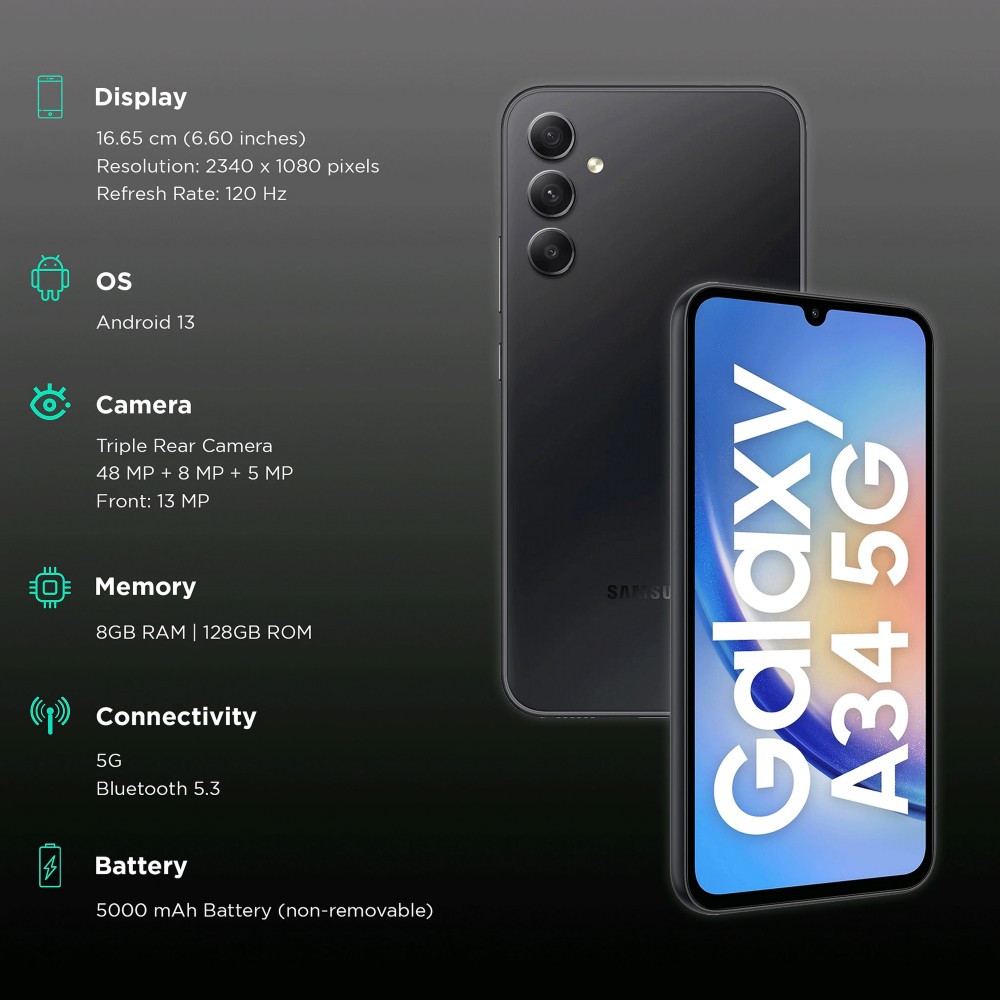 Display
16.65 cm (6.60 inches)
Resolution: 2340 x 1080 pixels
Refresh Rate: 120 Hz
OS
Android 13
Camera
Triple Rear Camera
48 MP + 8 MP + 5 MP
Front: 13 MP
Memory
8GB RAM | 128GB ROM
Connectivity
5G
Bluetooth 5.3
Battery
5000 mAh Battery (non-removable)
SAMSU
Galaxy
A34 5G